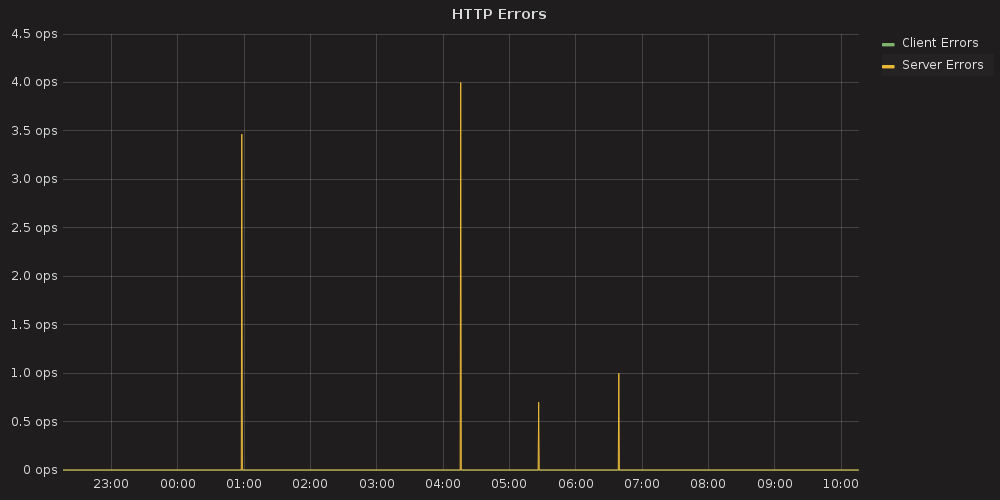 HTTP Errors
4.5 ops
4.0 ops
3.5 ops
3.0 ops
2.5 ops
2.0 ops
1.5 ops
1.0 ops
0.5 ops
0 ops
23:00 00:00 01:00 02:00 03:00 04:00 05:00 06:00 07:00 08:00 09:00 10:00
Client Errors
Server Errors